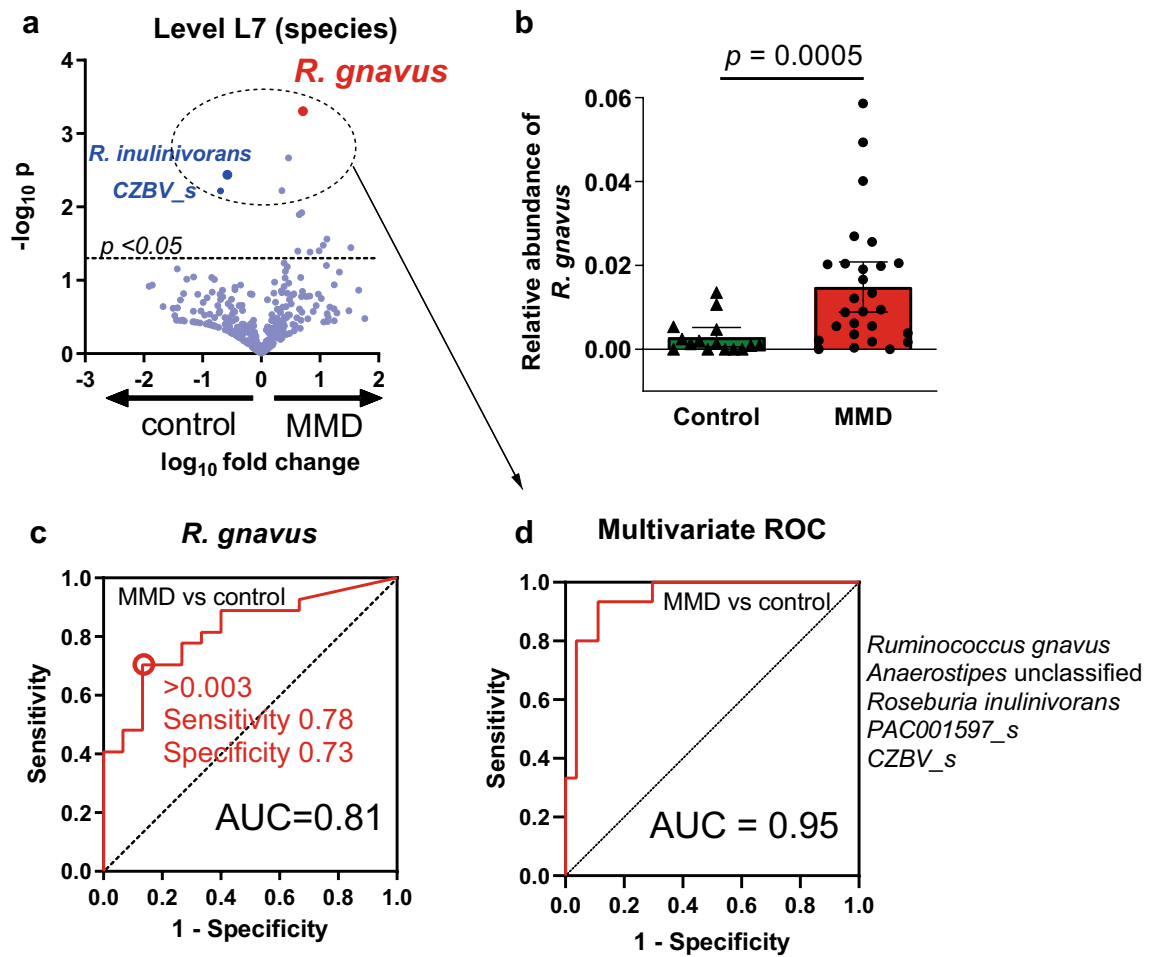 a
Level L7 (species)
4
3
2
1
0
-log10 p
R. gnavus
R. inulinivorans
CZBV_s
p <0.05
-3 -2 -1 0 1 2
control MMD
log10 fold change
b
p = 0.0005
0.06
0.04
0.02
0.00
Relative abundance of
R. gnavus
Control MMD
c
R. gnavus
1.0
0.8
0.6
0.4
0.2
0.0
Sensitivity
MMD vs control
>0.003
Sensitivity 0.78
Specificity 0.73
AUC=0.81
0.0 0.2 0.4 0.6 0.8 1.0
1 - Specificity
d
Multivariate ROC
1.0
0.8
0.6
0.4
0.2
0.0
Sensitivity
MMD vs control
AUC = 0.95
0.0 0.2 0.4 0.6 0.8 1.0
1 - Specificity
Ruminococcus gnavus
Anaerostipes unclassified
Roseburia inulinivorans
PAC001597_s
CZBV_s